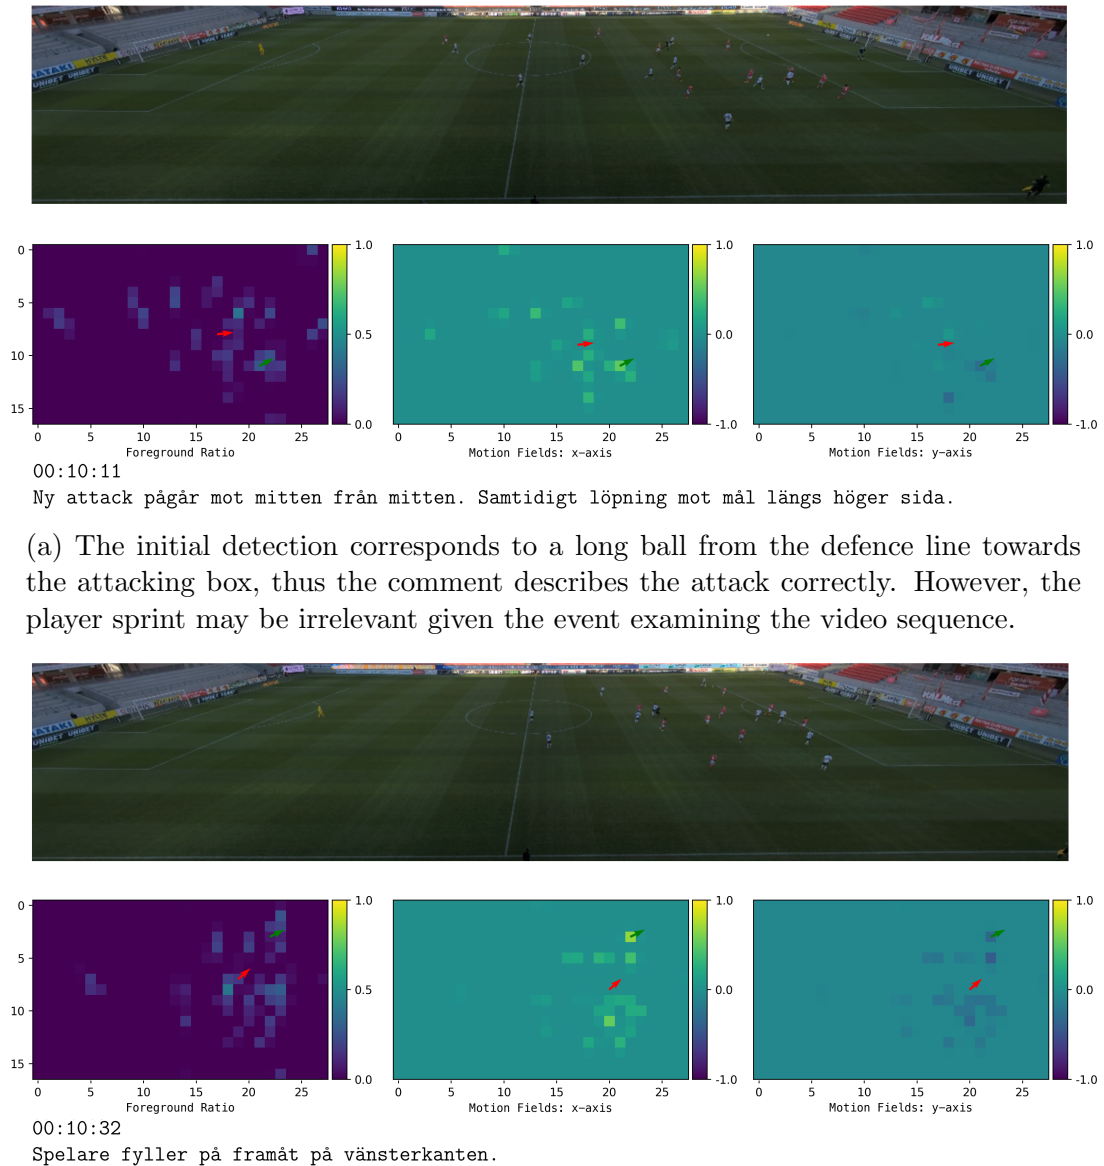 KATAKI
UNIBET UNIBET
0
5
10
15
0 5 10 15 20 25
Foreground Ratio
1.0
0.5
0.0
0 5 10 15 20 25
Motion Fields: x-axis
1.0
0.0
-1.0
0 5 10 15 20 25
Motion Fields: y-axis
1.0
0.0
-1.0
00:10:11
Ny attack pågår mot mitten från mitten. Samtidigt löpning mot mål längs höger sida.
(a) The initial detection corresponds to a long ball from the defence line towards
the attacking box, thus the comment describes the attack correctly. However, the
player sprint may be irrelevant given the event examining the video sequence.
KATAKI
UNIBET UNIBET
0
5
10
15
0 5 10 15 20 25
Foreground Ratio
1.0
0.5
0.0
0 5 10 15 20 25
Motion Fields: x-axis
1.0
0.0
-1.0
0 5 10 15 20 25
Motion Fields: y-axis
1.0
0.0
-1.0
00:10:32
Spelare fyller på framåt på vänsterkanten.